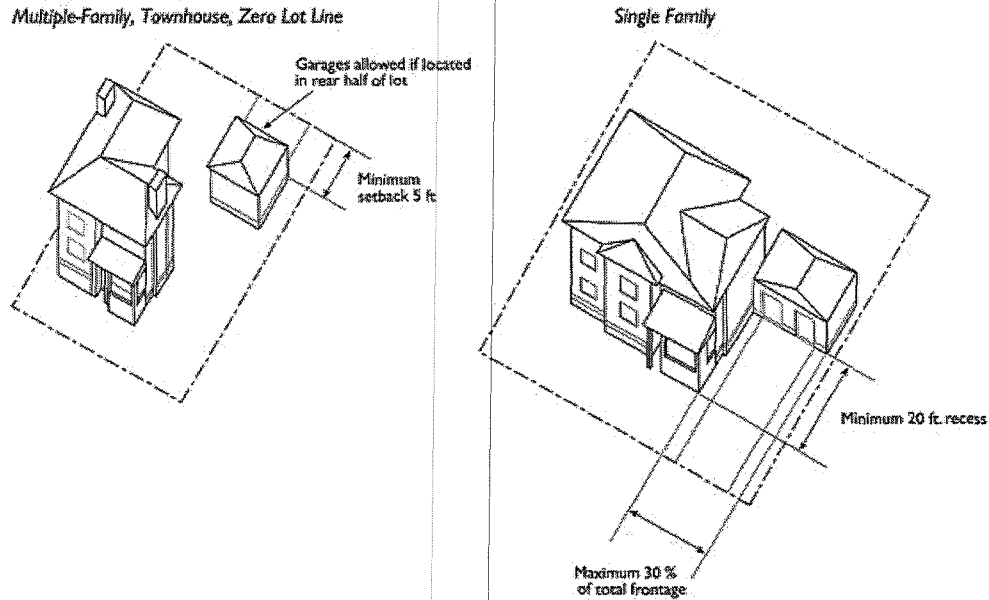 Multiple-Family, Townhouse, Zero Lot Line
Garages allowed if located
in rear half of lot
Minimum
setback 5 ft
Single Family
Minimum 20 ft. recess
Maximum 30 %
of total frontage